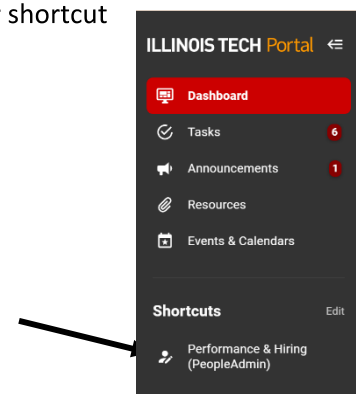 shortcut
ILLINOIS TECH Portal
Dashboard
Tasks 6
Announcements 1
Resources
Events & Calendars
Shortcuts Edit
Performance & Hiring
(PeopleAdmin)